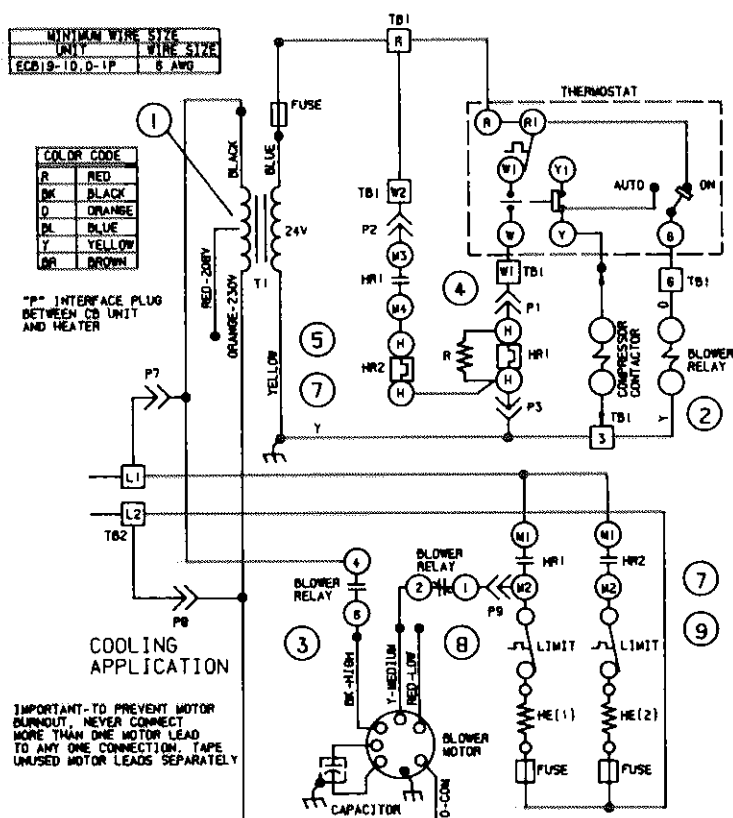 MINIMUM WIRE SIZE
UNIT WIRE SIZE
ECB19-10,0-1P 6 AWG
COLOR CODE
R RED
BK BLACK
O ORANGE
BL BLUE
Y YELLOW
BR BROWN
"P" INTERFACE PLUG
BETWEEN CB UNIT
AND HEATER
1
BLACK
RED-208V
ORANGE-230V
T1
24V
BLUE
FUSE
YELLOW
TB1
R
TB1 W2
P2
M3
HR1
M4
H
HR2
H
5
7
Y
THERMOSTAT
R R1
W1 Y1
AUTO ON
W Y G
4
W1 TB1
P1
H
R HR1
H
P3
COMPRESSOR
CONTACTOR
TB1
3
G TB1
O
BLOWER
RELAY
Y
2
P7
L1
L2
TB2
P8
COOLING
APPLICATION
IMPORTANT-TO PREVENT MOTOR
BURNOUT, NEVER CONNECT
MORE THAN ONE MOTOR LEAD
TO ANY ONE CONNECTION, TAPE
UNUSED MOTOR LEADS SEPARATELY
4
BLOWER
RELAY
6
3
BK-HIGH
Y-MEDIUM
RED-LOW
BLOWER
RELAY
2 1
P9
8
BLOWER
MOTOR
CAPACITOR
O-COM
M1 M1
HR1 HR2
M2 M2
LIMIT LIMIT
HE(1) HE(2)
FUSE FUSE
7
9